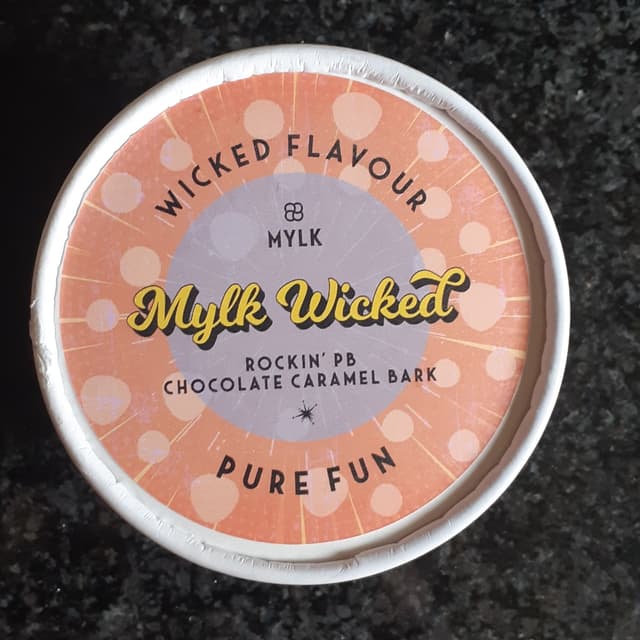 WICKED FLAVOUR
MYLK
Mylk Wicked
ROCKIN' PB
CHOCOLATE CARAMEL BARK
PURE FUN